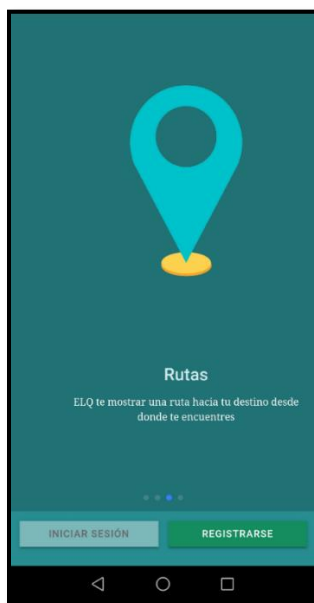 Rutas
ELQ te mostrar una ruta hacia tu destino desde
donde te encuentres
INICIAR SESIÓN
REGISTRARSE